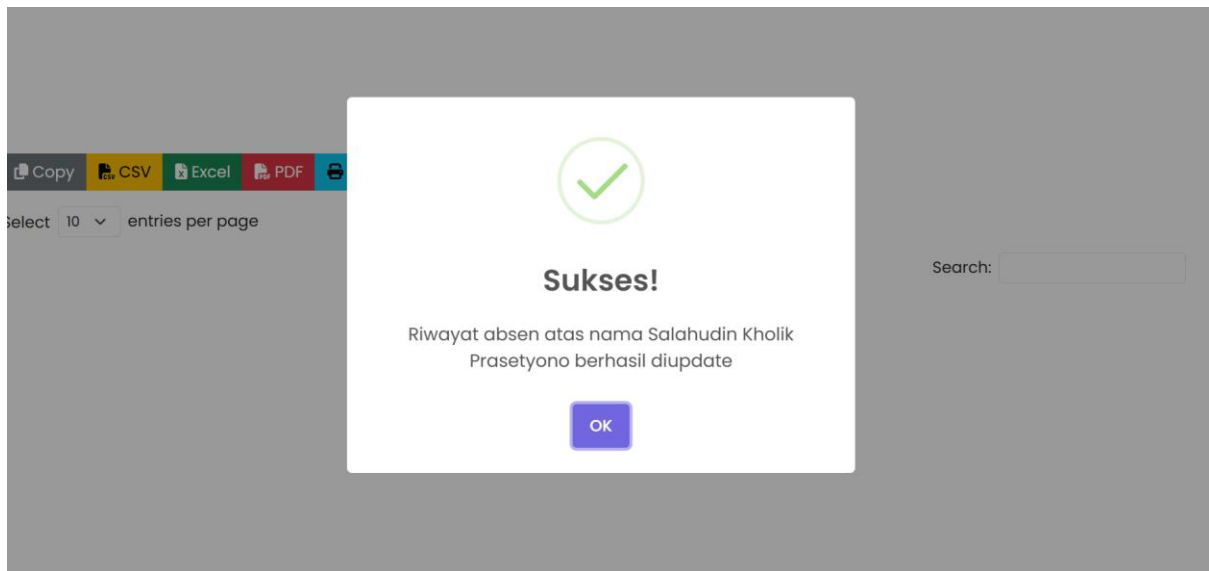 Copy CSV Excel PDF
Select 10 entries per page
Search:
Sukses!
Riwayat absen atas nama Salahudin Kholik
Prasetyono berhasil diupdate
OK